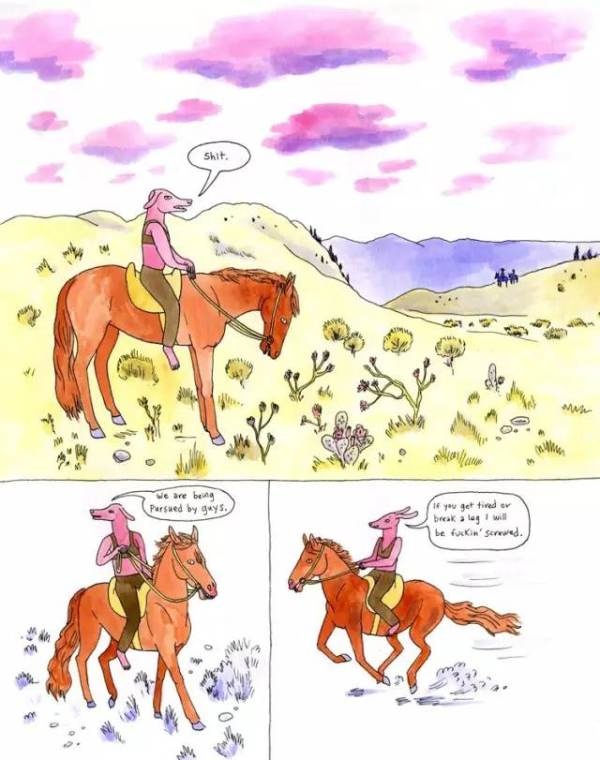 Shit.
We are being
Pursued by guys.
If you get tired or
break a leg I will
be fuckin' screwed.